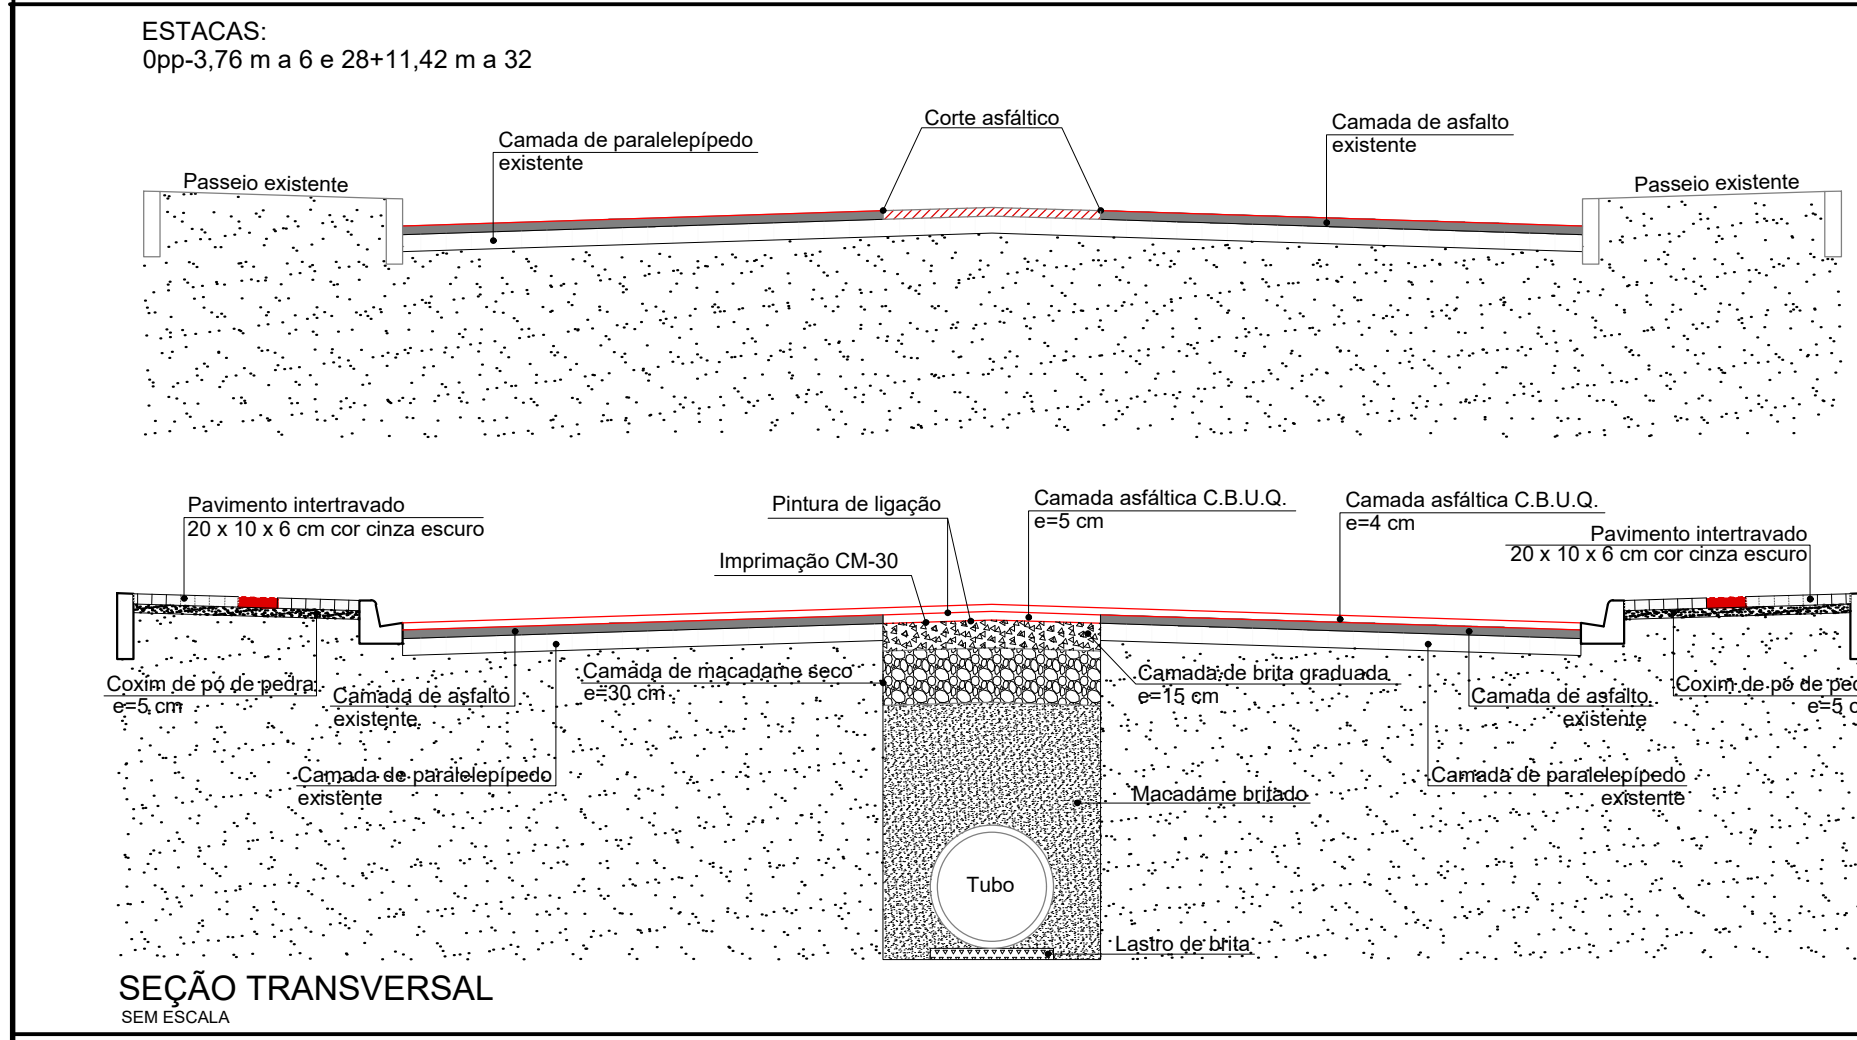 ESTACAS:
0pp-3,76 m a 6 e 28+11,42 m a 32
Corte asfáltico
Camada de asfalto
existente
Camada de paralelepípedo
existente
Passeio existente
Passeio existente
Pavimento intertravado
20 x 10 x 6 cm cor cinza escuro
Pintura de ligação
Camada asfáltica C.B.U.Q.
e=5 cm
Camada asfáltica C.B.U.Q.
e=4 cm
Pavimento intertravado
20 x 10 x 6 cm cor cinza escuro
Imprimação CM-30
Coxim de pó de pedra
e=5 cm
Camada de asfalto
existente
Camada de macadame seco
e=30 cm
Camada de brita graduada
e=15 cm
Camada de asfalto
existente
Coxim de pó de
e=5
Camada de paralelepípedo
existente
Camada de paralelepípedo
existente
Macadame britado
Tubo
Lastro de brita
SEÇÃO TRANSVERSAL
SEM ESCALA